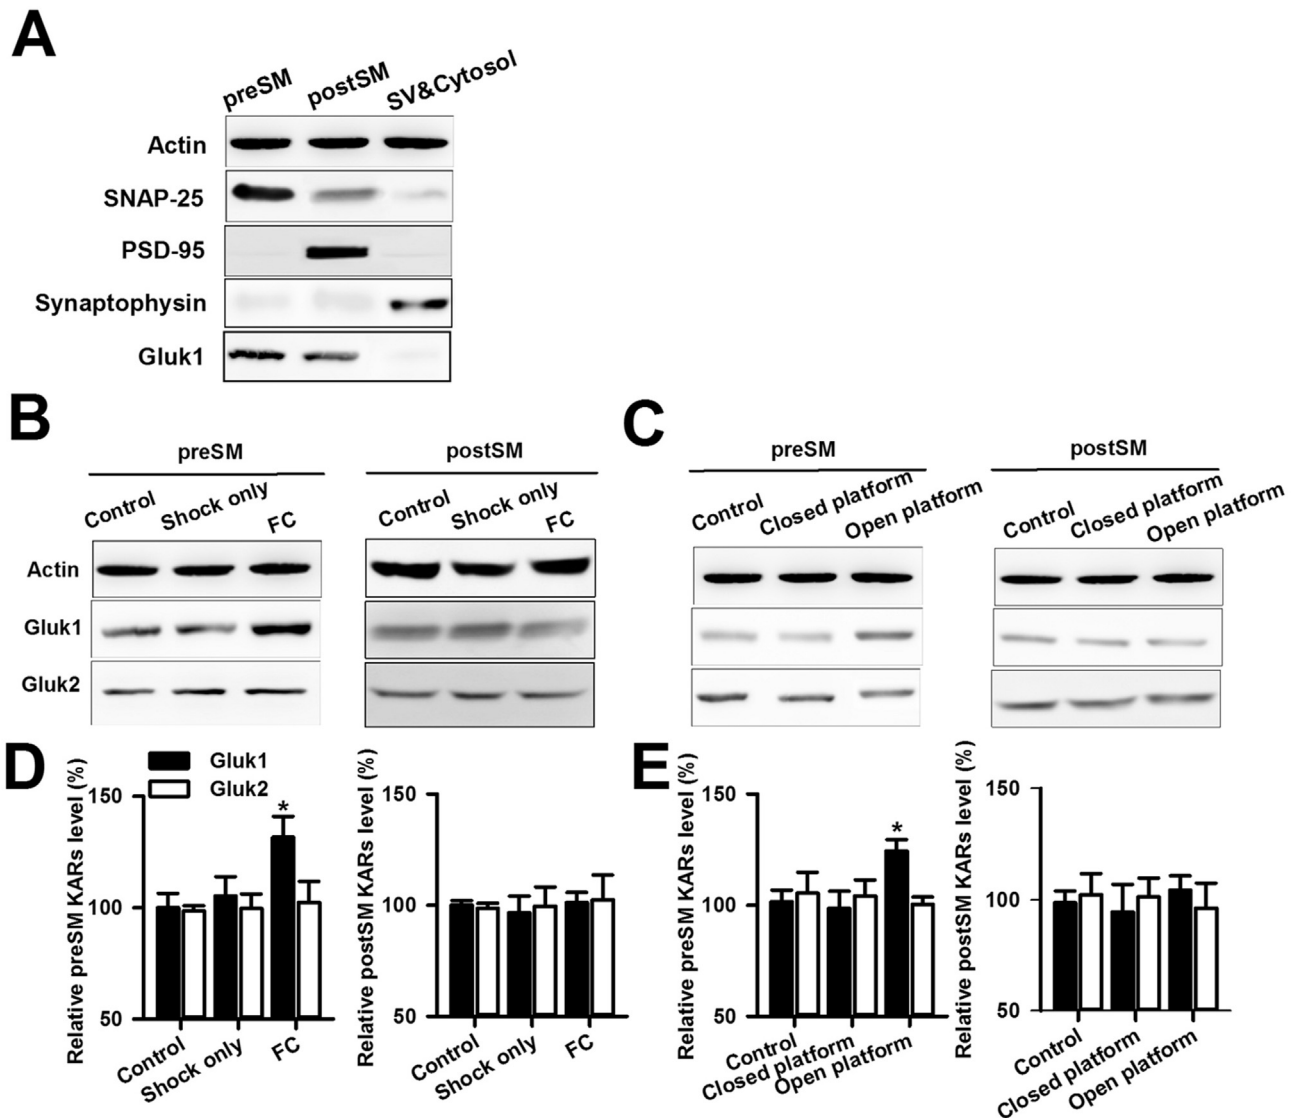 A
preSM
postSM
SV&Cytosol
Actin
SNAP-25
PSD-95
Synaptophysin
Gluk1
B
preSM
postSM
Control
Shock only
FC
Control
Shock only
FC
Actin
Gluk1
Gluk2
C
preSM
postSM
Control
Closed platform
Open platform
Control
Closed platform
Open platform
D
Gluk1
Gluk2
Relative preSM KARs level (%)
150
*
100
50
Control
Shock only
FC
Relative postSM KARs level (%)
150
100
50
Control
Shock only
FC
E
Relative preSM KARs level (%)
150
*
100
50
Control
Closed platform
Open platform
Relative postSM KARs level (%)
150
100
50
Control
Closed platform
Open platform